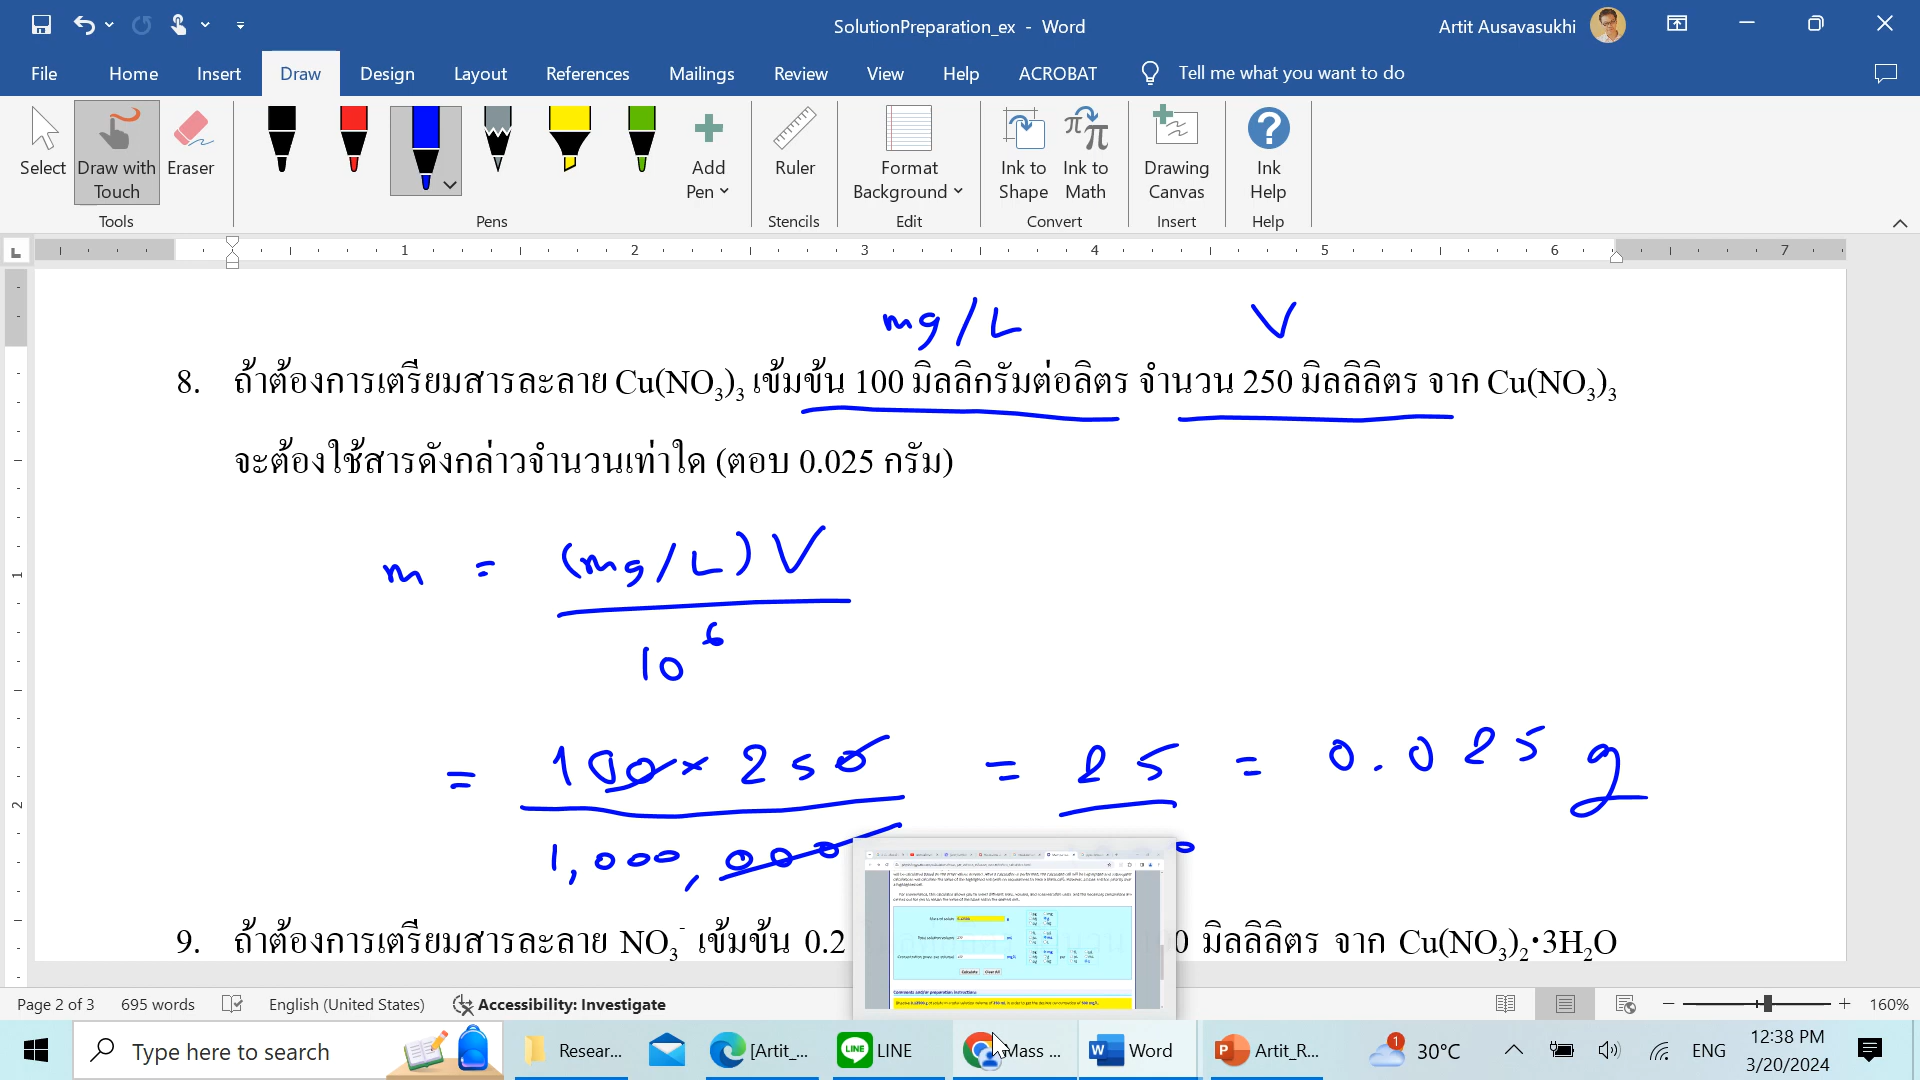 SolutionPreparation_ex - Word
Artit Ausavasukhi
File Home Insert Draw Design Layout References Mailings Review View Help ACROBAT Tell me what you want to do
Select Draw with Touch Eraser Add Pen Ruler Format Background Ink to Shape Ink to Math Drawing Canvas Ink Help
Tools Pens Stencils Edit Convert Insert Help
1 2 3 4 5 6 7
mg/L V
8. ถ้าต้องการเตรียมสารละลาย Cu(NO3)3 เข้มข้น 100 มิลลิกรัมต่อลิตร จำนวน 250 มิลลิลิตร จาก Cu(NO3)3
จะต้องใช้สารดังกล่าวจำนวนเท่าใด (ตอบ 0.025 กรัม)
m = (mg/L) V
10^6
= 100 × 250 = 25 = 0.025 g
1,000,000
9. ถ้าต้องการเตรียมสารละลาย NO3- เข้มข้น 0.2 มิลลิลิตร จาก Cu(NO3)2·3H2O
Page 2 of 3 695 words English (United States) Accessibility: Investigate 160%
Type here to search Resear... [Artit_... LINE Mass ... Word Artit_R... 1 30°C ENG 12:38 PM
3/20/2024